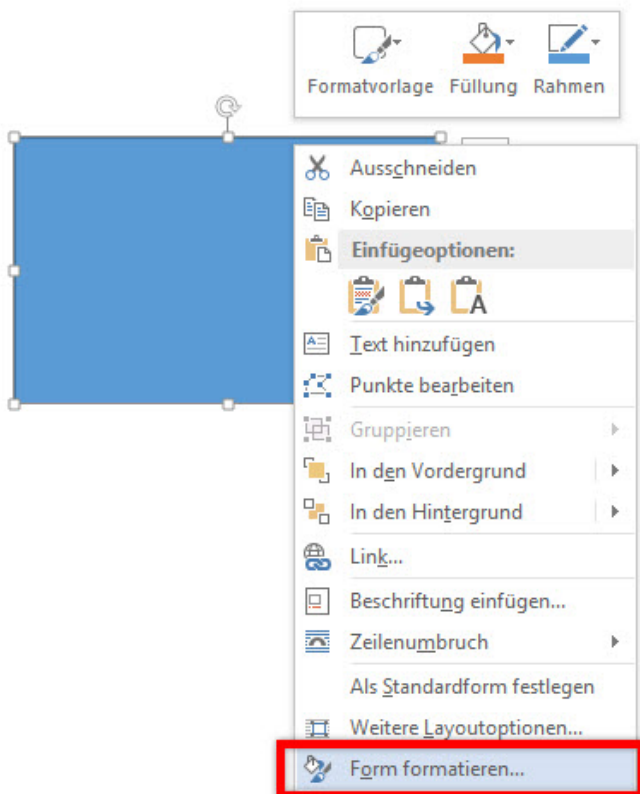 Formatvorlage Füllung Rahmen
Ausschneiden
Kopieren
Einfügeoptionen:
Text hinzufügen
Punkte bearbeiten
Gruppieren
In den Vordergrund
In den Hintergrund
Link...
Beschriftung einfügen...
Zeilenumbruch
Als Standardform festlegen
Weitere Layoutoptionen...
Form formatieren...